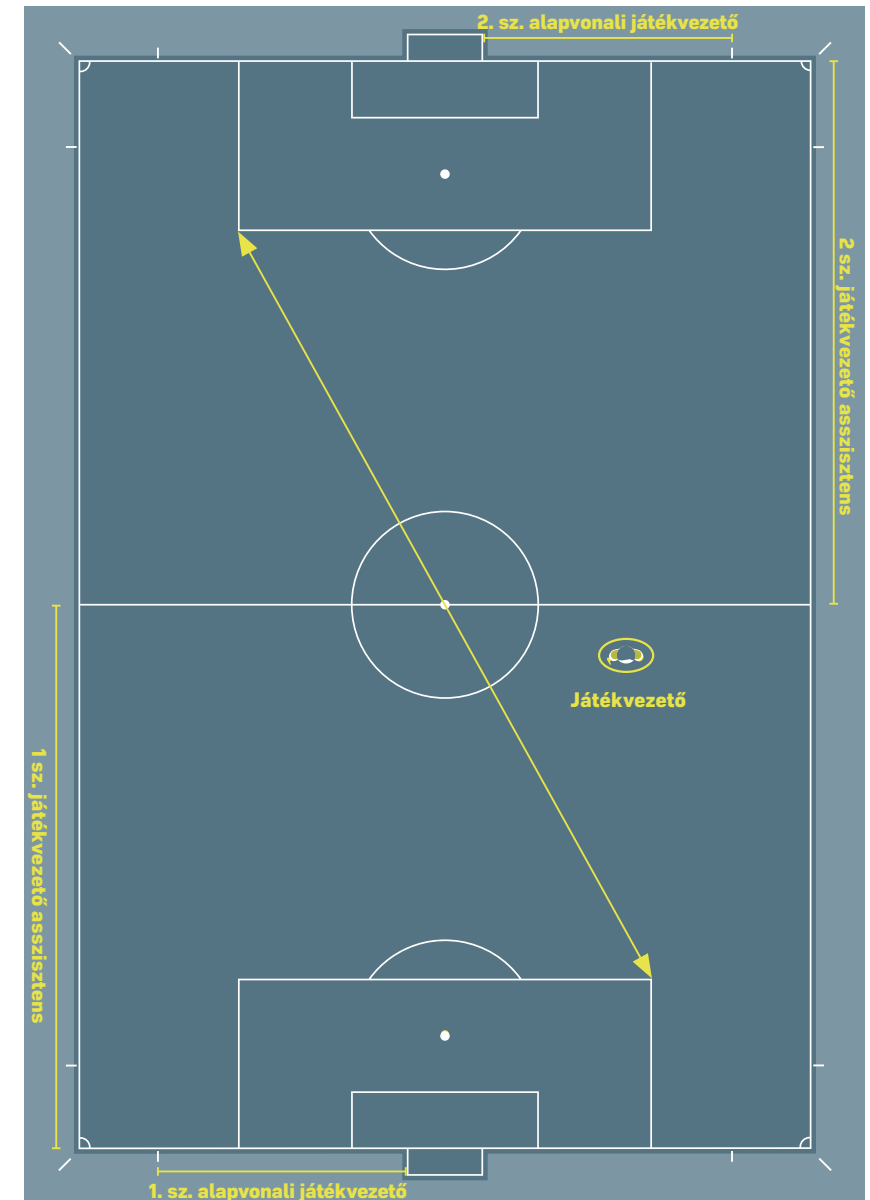 2. sz. alapvonali játékvezető
2 sz. játékvezető asszisztens
Játékvezető
1 sz. játékvezető asszisztens
1. sz. alapvonali játékvezető